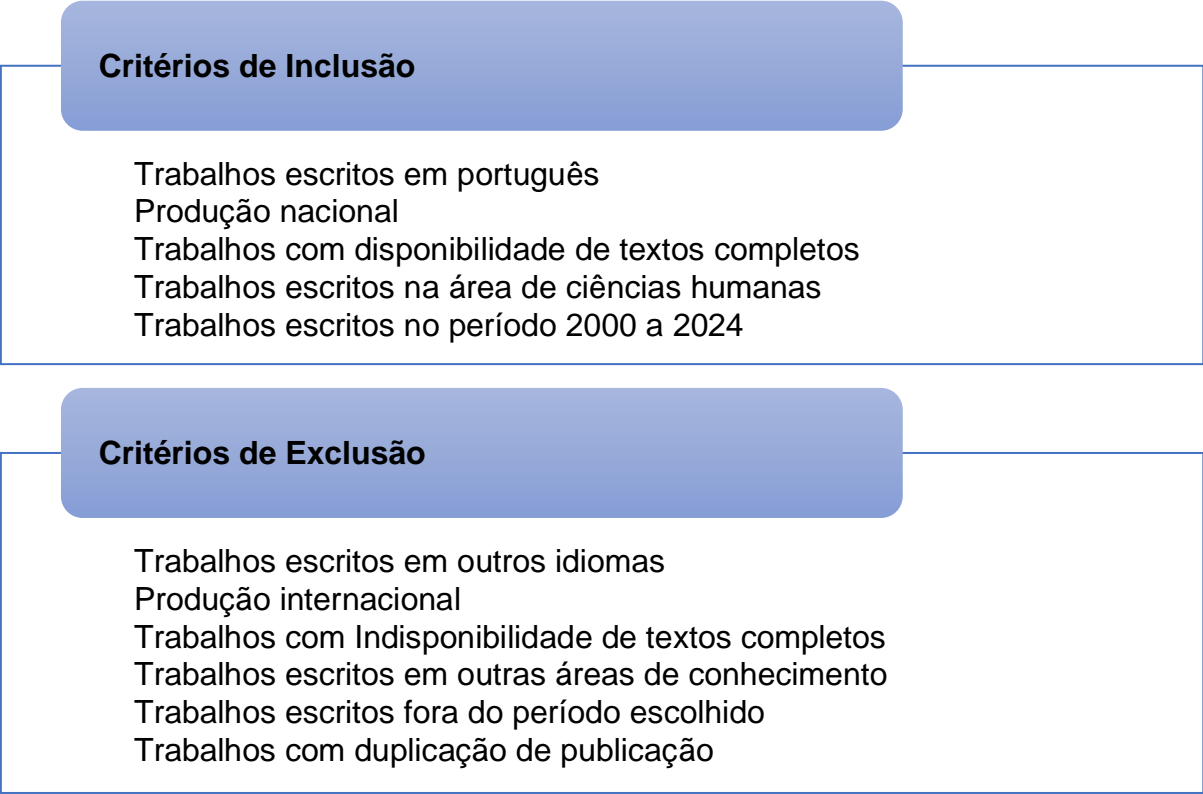 Critérios de Inclusão
Trabalhos escritos em português
Produção nacional
Trabalhos com disponibilidade de textos completos
Trabalhos escritos na área de ciências humanas
Trabalhos escritos no período 2000 a 2024
Critérios de Exclusão
Trabalhos escritos em outros idiomas
Produção internacional
Trabalhos com Indisponibilidade de textos completos
Trabalhos escritos em outras áreas de conhecimento
Trabalhos escritos fora do período escolhido
Trabalhos com duplicação de publicação